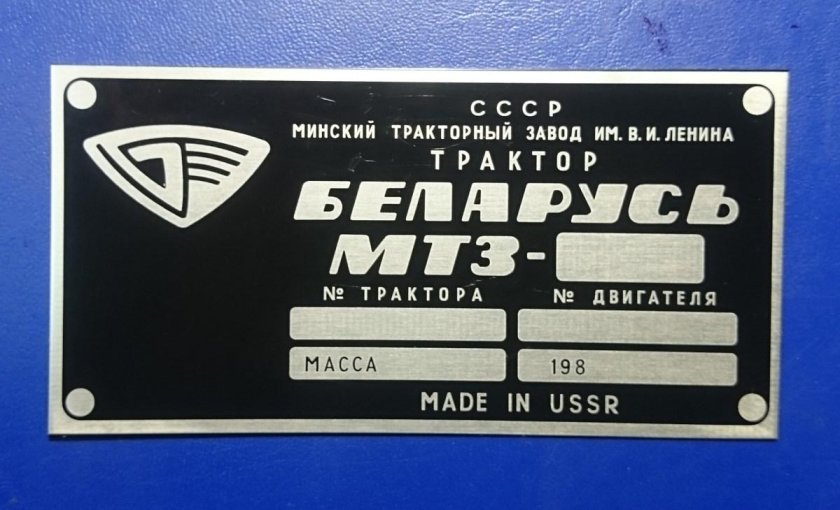 СССР
МИНСКИЙ ТРАКТОРНЫЙ ЗАВОД ИМ. В. И. ЛЕНИНА
ТРАКТОР
БЕЛАРУСЬ
МТЗ-
№ ТРАКТОРА № ДВИГАТЕЛЯ
МАССА 198
MADE IN USSR